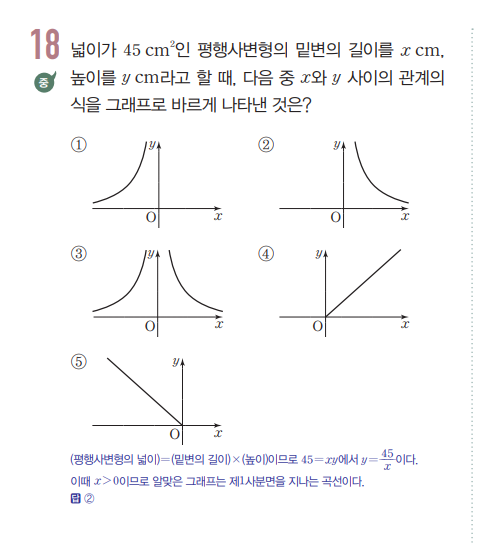 18 넓이가 45 cm²인 평행사변형의 밑변의 길이를 x cm,
중 높이를 y cm라고 할 때, 다음 중 x와 y 사이의 관계의
식을 그래프로 바르게 나타낸 것은?
① y O x
② y O x
③ y O x
④ y O x
⑤ y O x
(평행사변형의 넓이)=(밑변의 길이)×(높이)이므로 45=xy에서 y=45/x이다.
이때 x>0이므로 알맞은 그래프는 제1사분면을 지나는 곡선이다.
답 ②